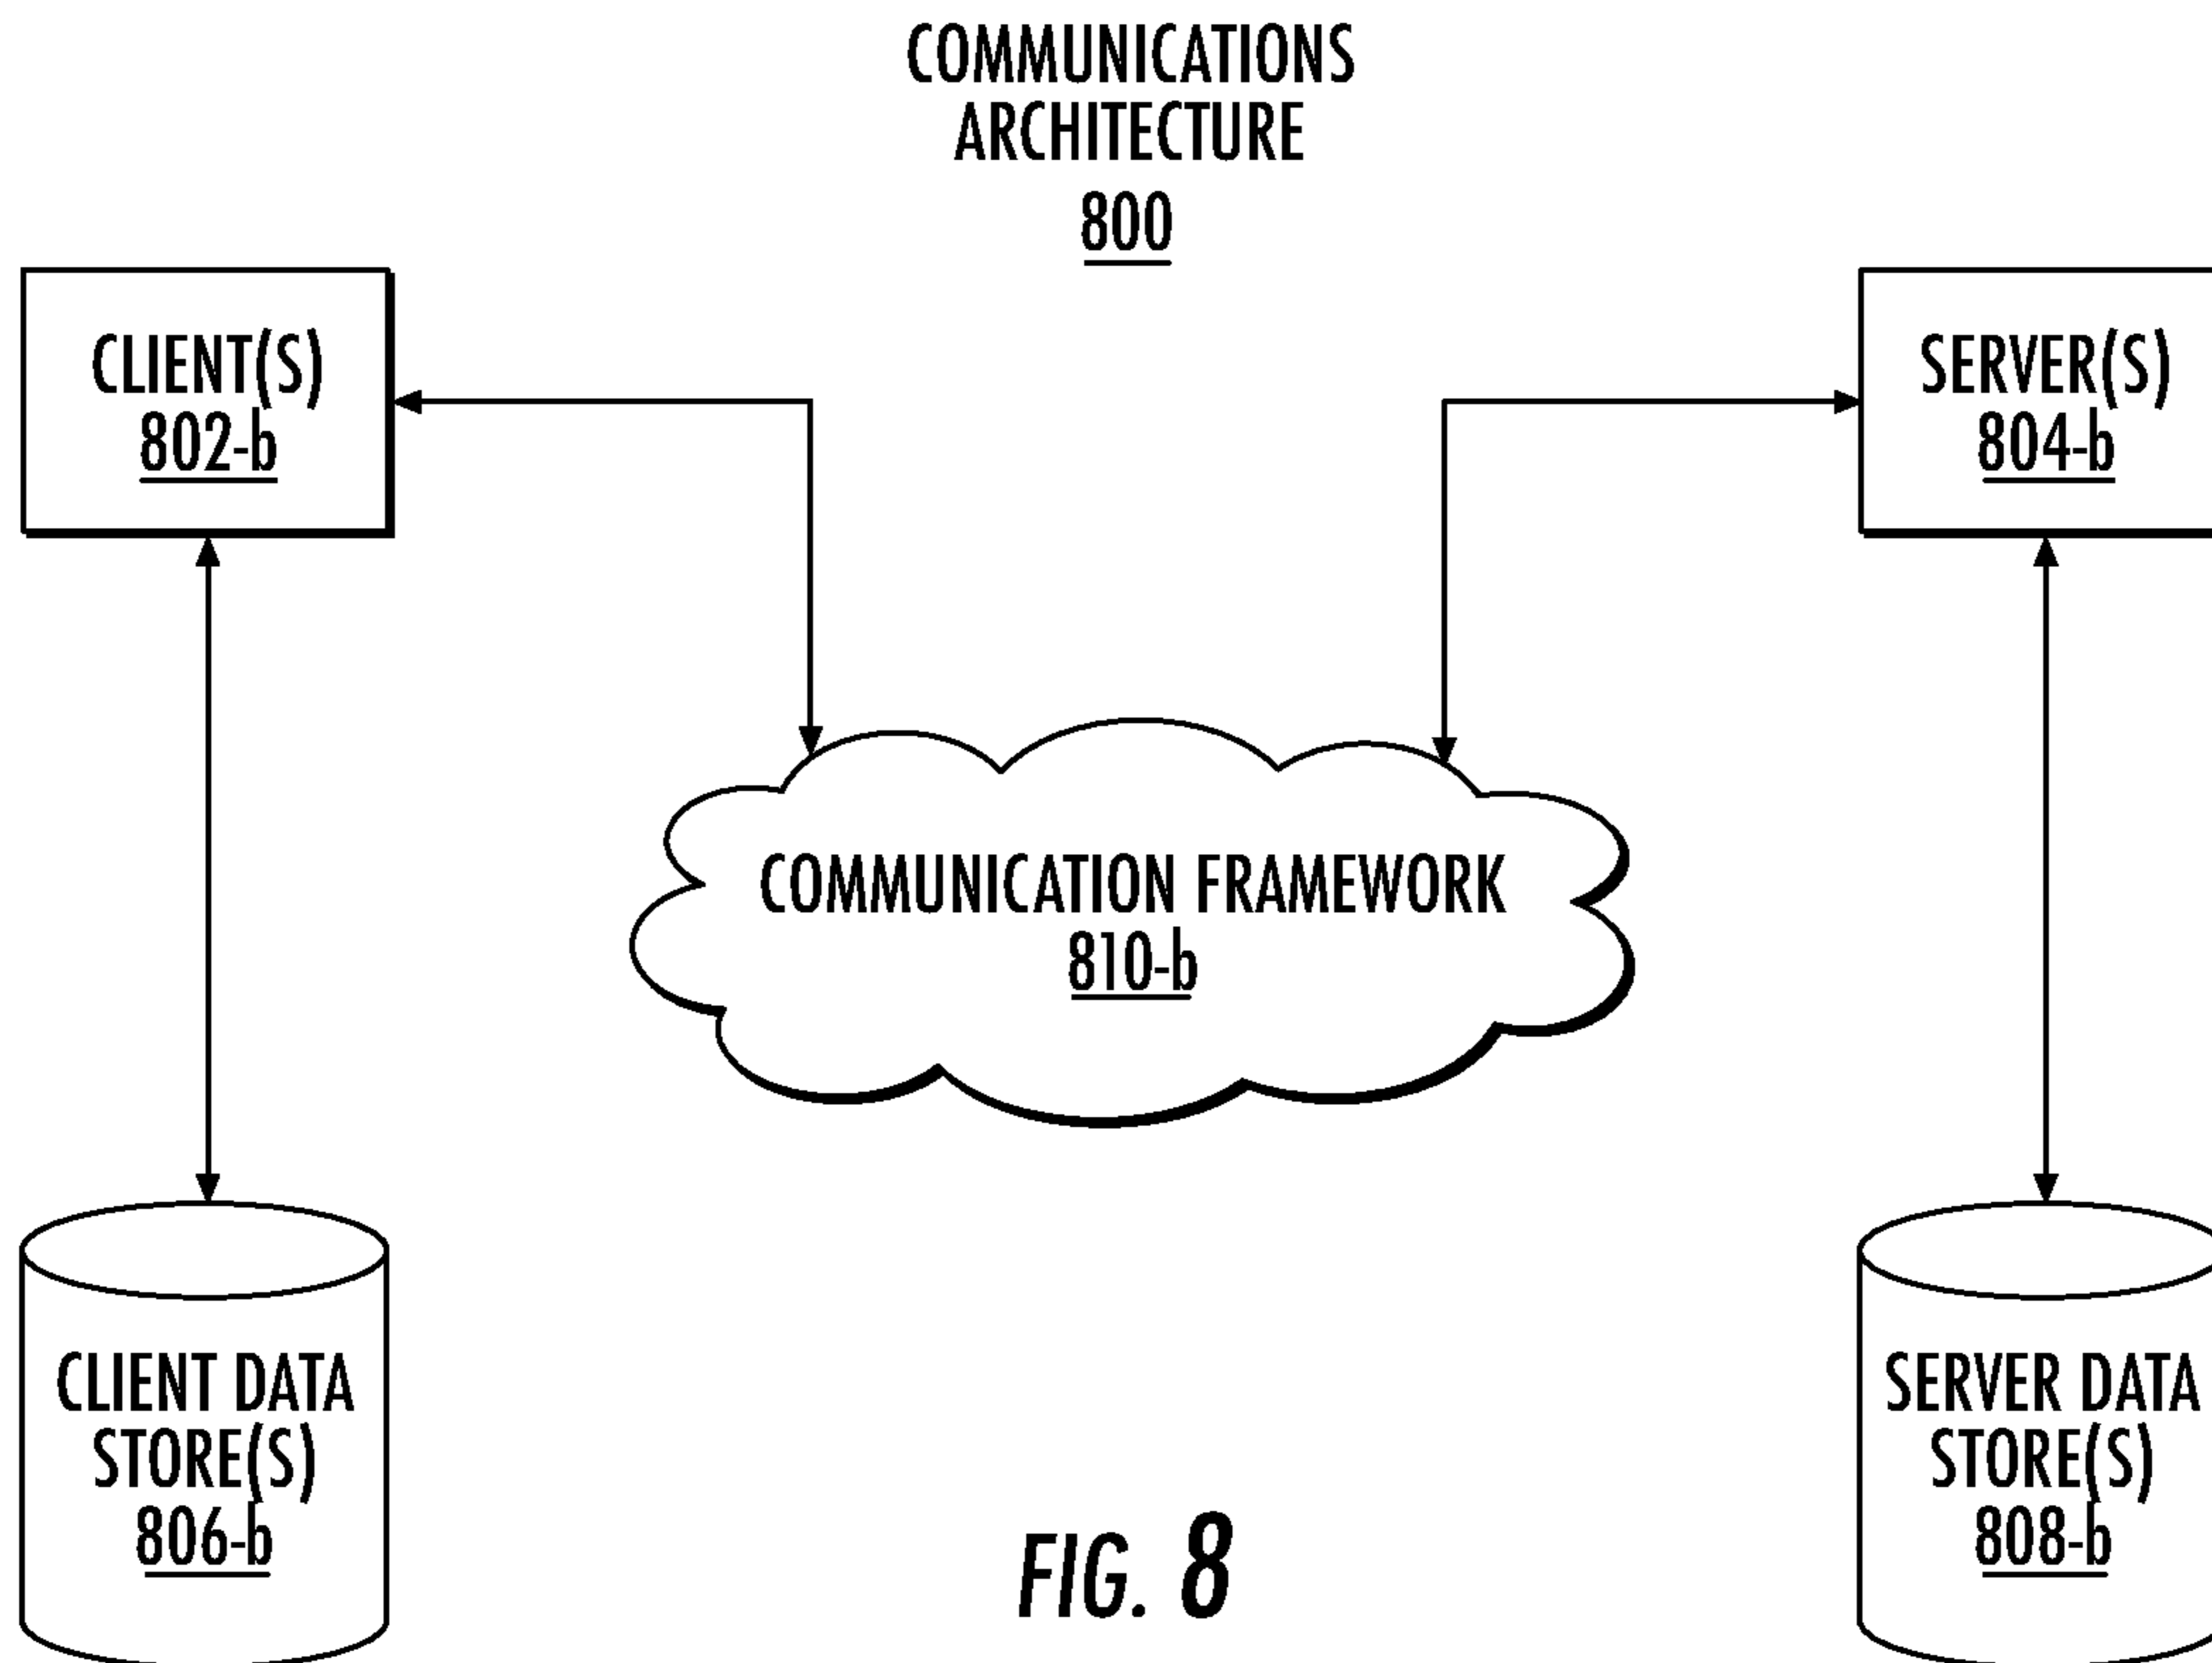 COMMUNICATIONS
ARCHITECTURE
800
CLIENT(S)
802-b
SERVER(S)
804-b
COMMUNICATION FRAMEWORK
810-b
CLIENT DATA
STORE(S)
806-b
SERVER DATA
STORE(S)
808-b
FIG. 8